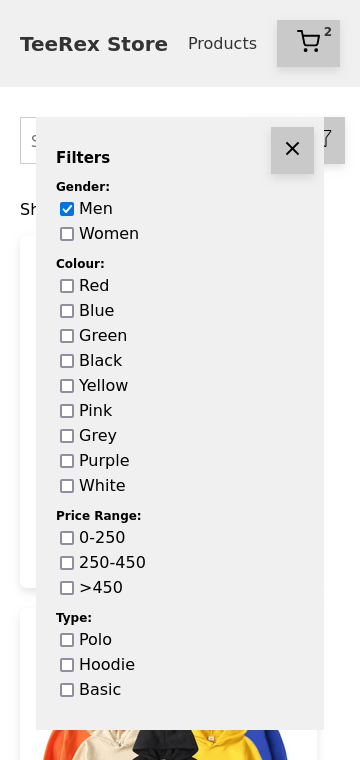 TeeRex Store Products 2
Filters
Gender:
Men
Women
Colour:
Red
Blue
Green
Black
Yellow
Pink
Grey
Purple
White
Price Range:
0-250
250-450
>450
Type:
Polo
Hoodie
Basic